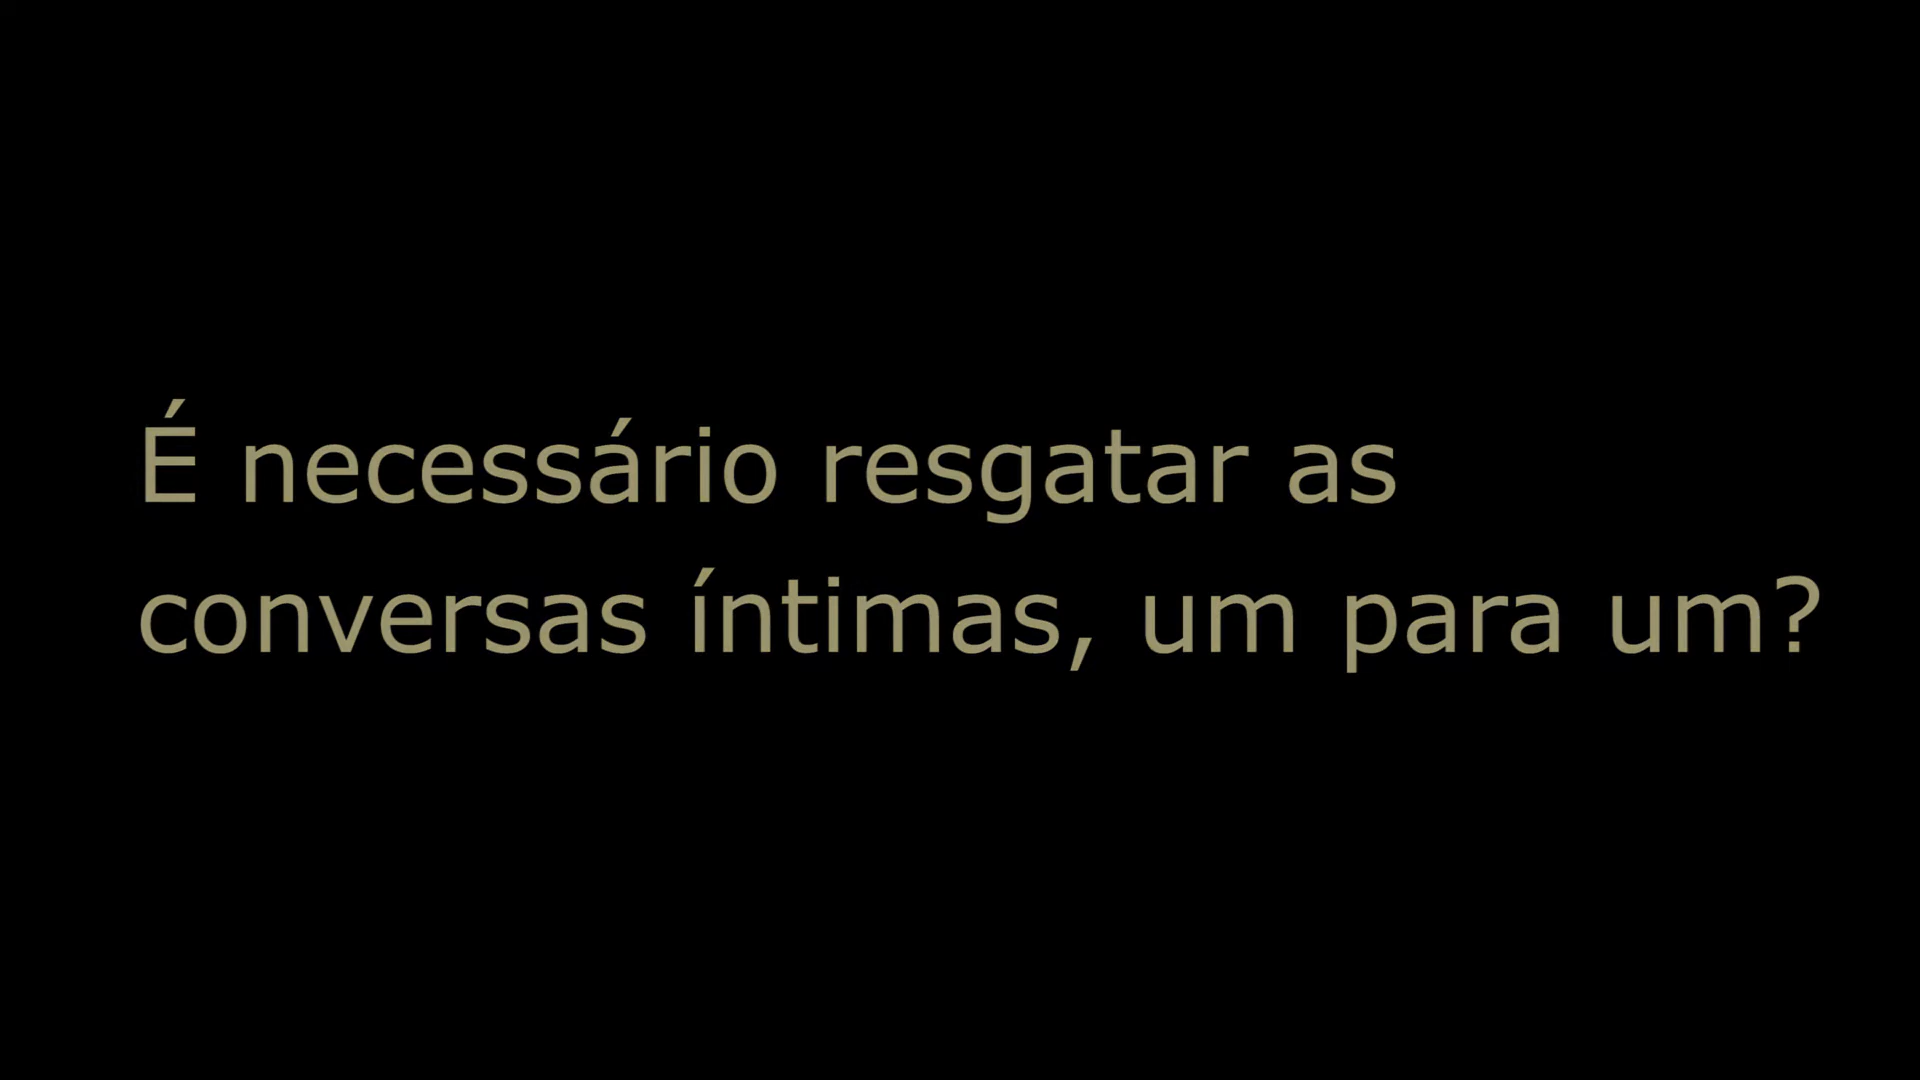 É necessário resgatar as
conversas íntimas, um para um?